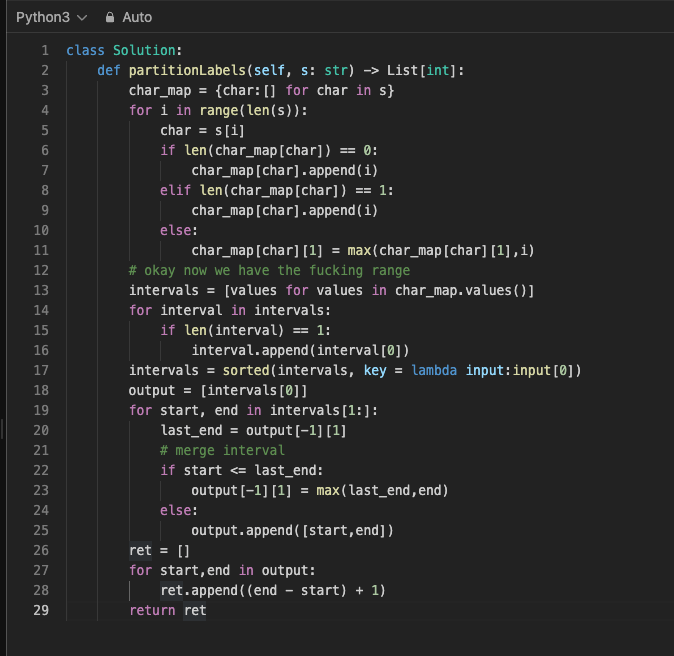 Python3 Auto
1 class Solution:
2     def partitionLabels(self, s: str) -> List[int]:
3         char_map = {char:[] for char in s}
4         for i in range(len(s)):
5             char = s[i]
6             if len(char_map[char]) == 0:
7                 char_map[char].append(i)
8             elif len(char_map[char]) == 1:
9                 char_map[char].append(i)
10             else:
11                 char_map[char][1] = max(char_map[char][1],i)
12         # okay now we have the fucking range
13         intervals = [values for values in char_map.values()]
14         for interval in intervals:
15             if len(interval) == 1:
16                 interval.append(interval[0])
17         intervals = sorted(intervals, key = lambda input:input[0])
18         output = [intervals[0]]
19         for start, end in intervals[1:]:
20             last_end = output[-1][1]
21             # merge interval
22             if start <= last_end:
23                 output[-1][1] = max(last_end,end)
24             else:
25                 output.append([start,end])
26         ret = []
27         for start,end in output:
28             ret.append((end - start) + 1)
29         return ret